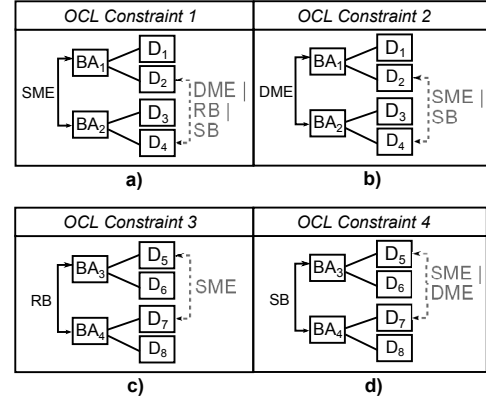 OCL Constraint 1
SME
BA1
BA2
D1
D2
D3
D4
DME |
RB |
SB
a)
OCL Constraint 2
DME
BA1
BA2
D1
D2
D3
D4
SME |
SB
b)
OCL Constraint 3
RB
BA3
BA4
D5
D6
D7
D8
SME
c)
OCL Constraint 4
SB
BA3
BA4
D5
D6
D7
D8
SME |
DME
d)